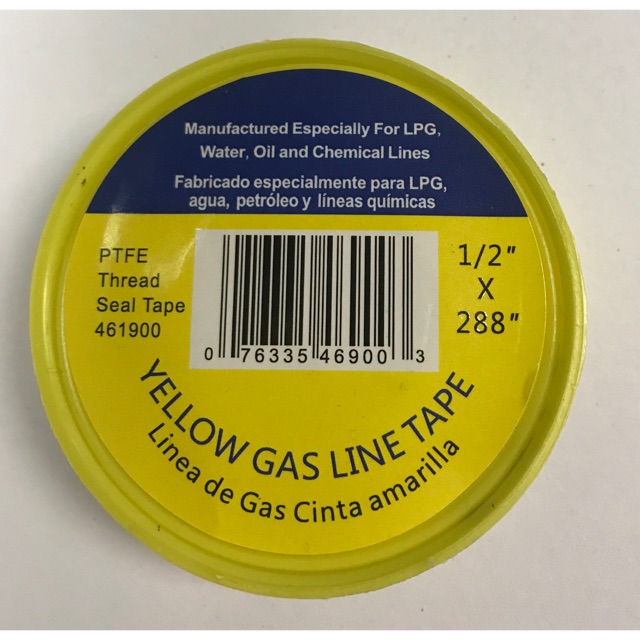 Manufactured Especially For LPG,
Water, Oil and Chemical Lines
Fabricado especialmente para LPG,
agua, petróleo y líneas químicas
PTFE
Thread
Seal Tape
461900
0 76335 46900 3
1/2"
X
288"
YELLOW GAS LINE TAPE
Linea de Gas Cinta amarilla